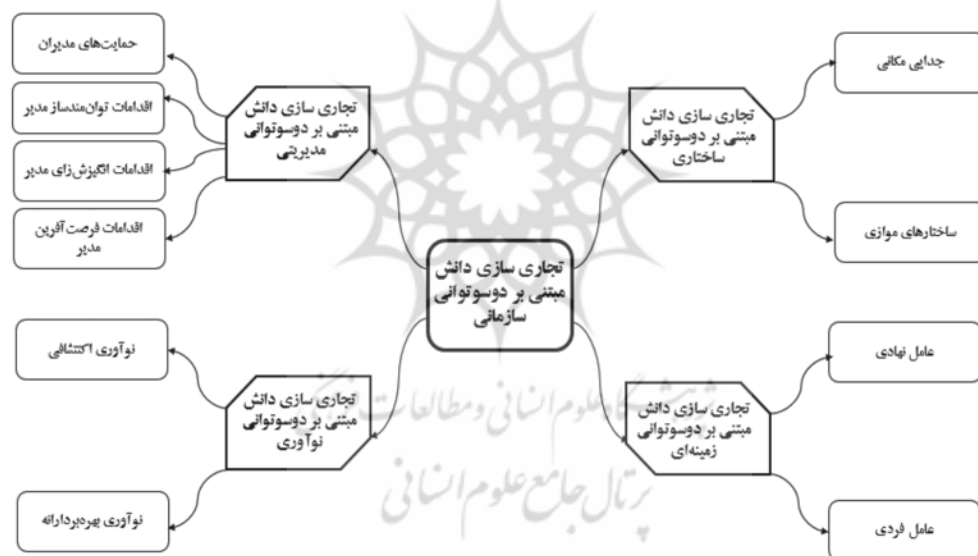 جدایی مکانی
تجاری سازی دانش
مبتنی بر دوسوتوانی
ساختاری
ساختارهای موازی
حمایت‌های مدیران
اقدامات توان‌مندساز مدیر
اقدامات انگیزش‌زای مدیر
اقدامات فرصت‌آفرین
مدیر
تجاری سازی دانش
مبتنی بر دوسوتوانی
مدیریتی
تجاری سازی دانش
مبتنی بر دوسوتوانی
سازمانی
عامل نهادی
تجاری سازی دانش
مبتنی بر دوسوتوانی
زمینه‌ای
عامل فردی
نوآوری اکتشافی
تجاری سازی دانش
مبتنی بر دوسوتوانی
نوآوری
نوآوری بهره‌بردارانه
پژوهشگاه علوم انسانی و مطالعات فرهنگی
پرتال جامع علوم انسانی